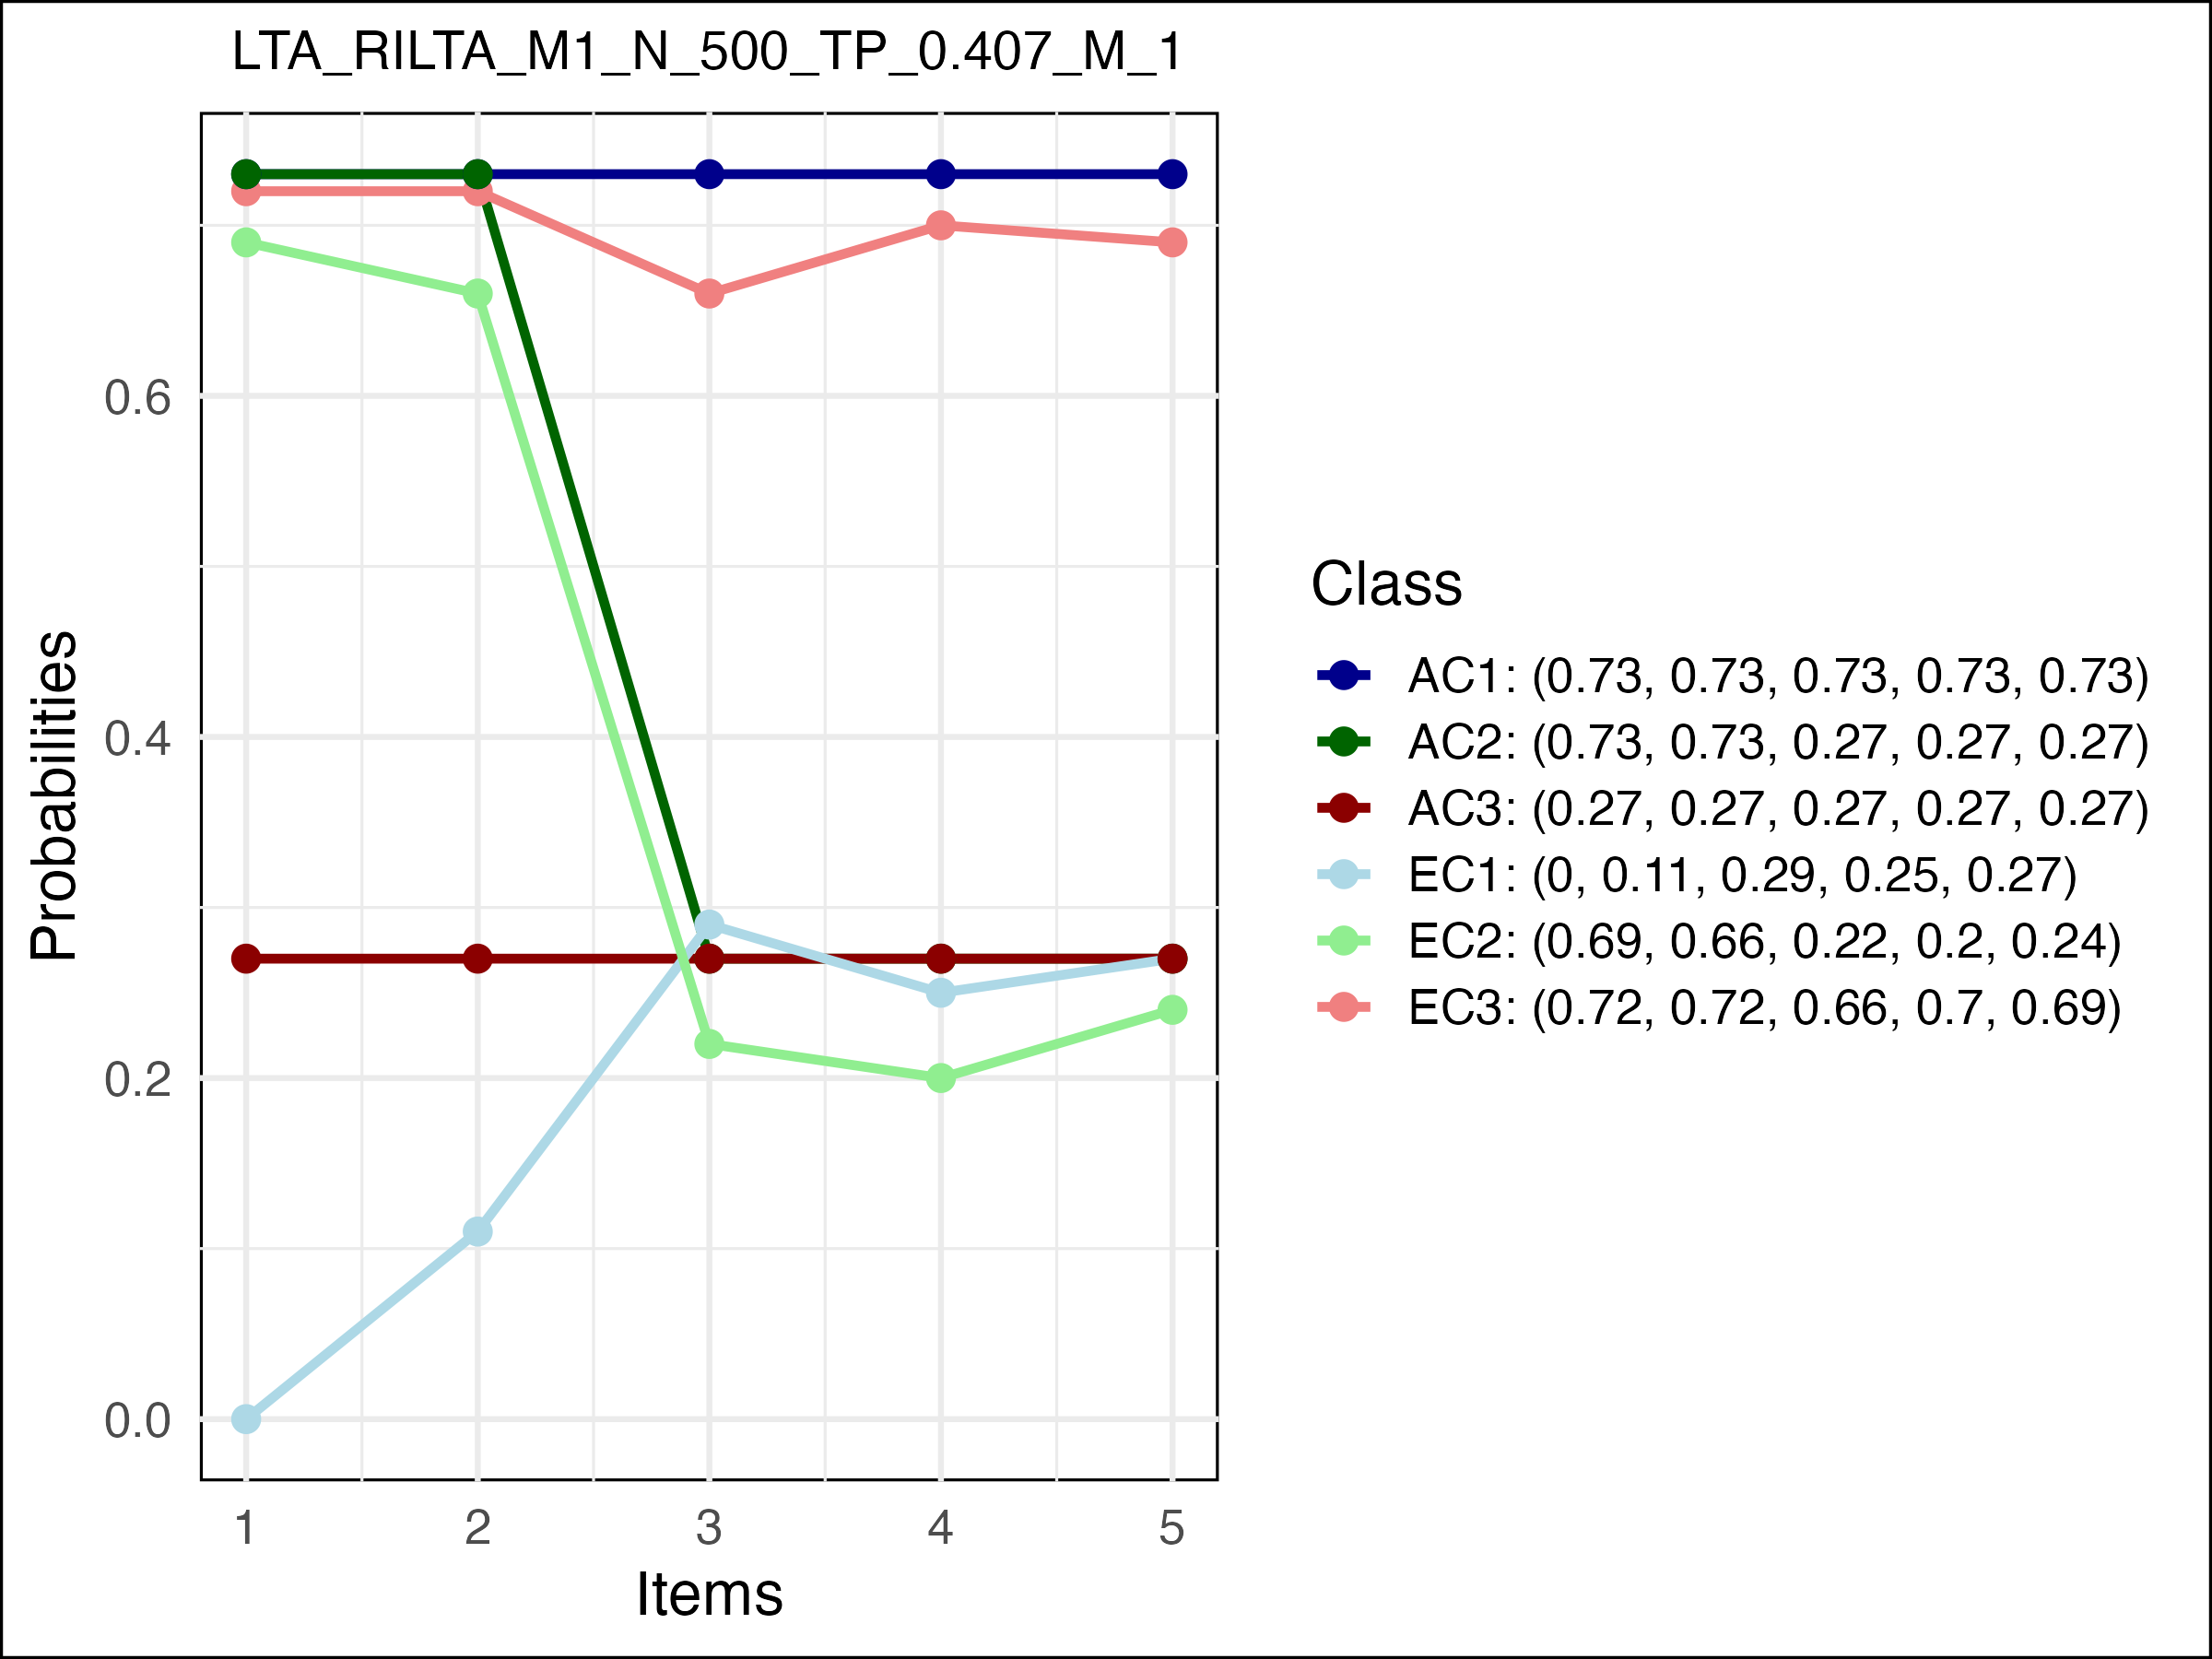 LTA_RILTA_M1_N_500_TP_0.407_M_1
Probabilities
0.6
0.4
0.2
0.0
1 2 3 4 5
Items
Class
AC1: (0.73, 0.73, 0.73, 0.73, 0.73)
AC2: (0.73, 0.73, 0.27, 0.27, 0.27)
AC3: (0.27, 0.27, 0.27, 0.27, 0.27)
EC1: (0, 0.11, 0.29, 0.25, 0.27)
EC2: (0.69, 0.66, 0.22, 0.2, 0.24)
EC3: (0.72, 0.72, 0.66, 0.7, 0.69)